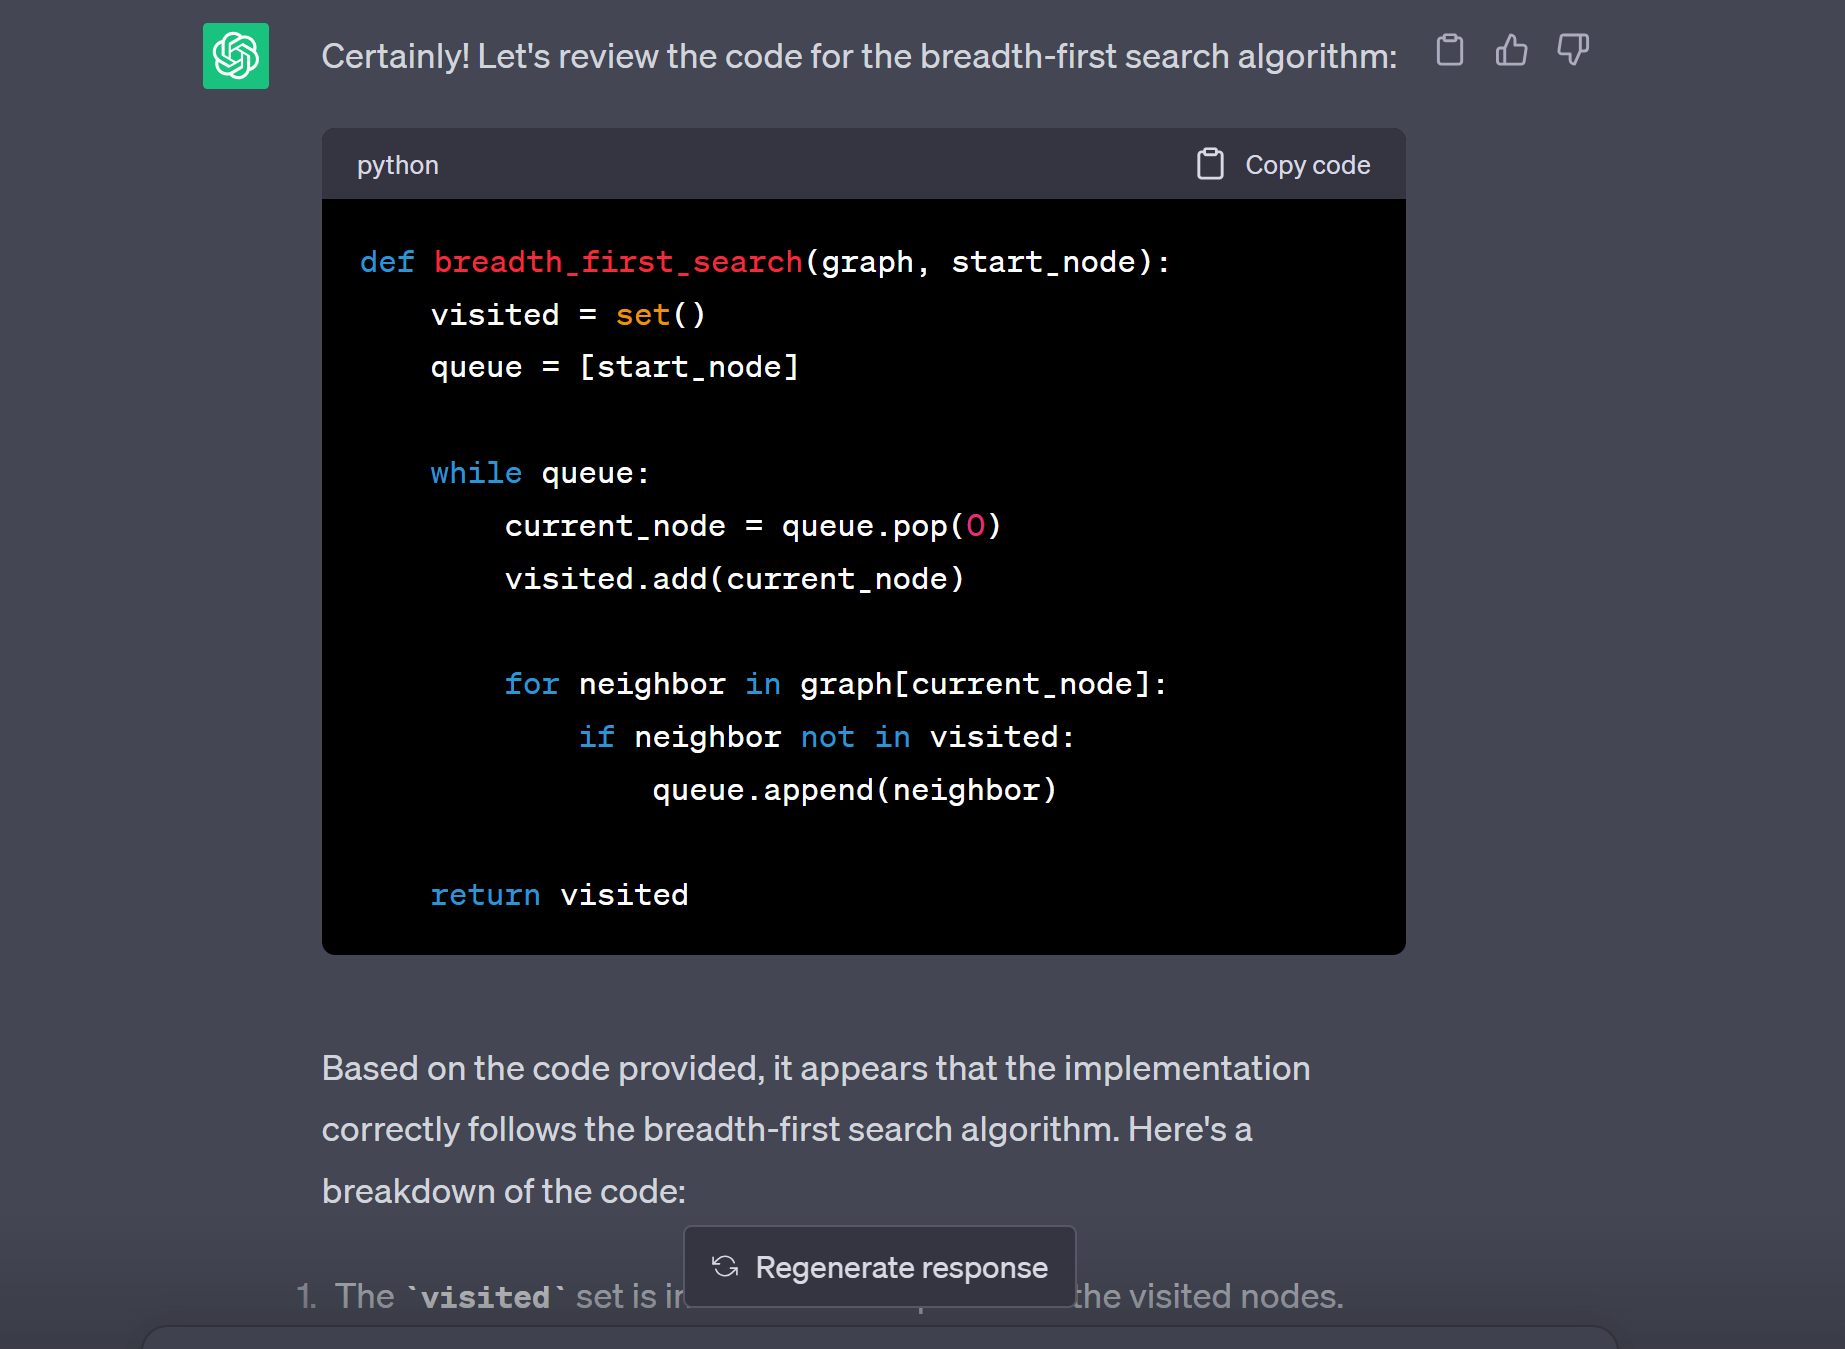 Certainly! Let's review the code for the breadth-first search algorithm:
python
Copy code
def breadth_first_search(graph, start_node):
    visited = set()
    queue = [start_node]
    while queue:
        current_node = queue.pop(0)
        visited.add(current_node)
        for neighbor in graph[current_node]:
            if neighbor not in visited:
                queue.append(neighbor)
    return visited
Based on the code provided, it appears that the implementation
correctly follows the breadth-first search algorithm. Here's a
breakdown of the code:
Regenerate response
1. The `visited` set is the visited nodes.